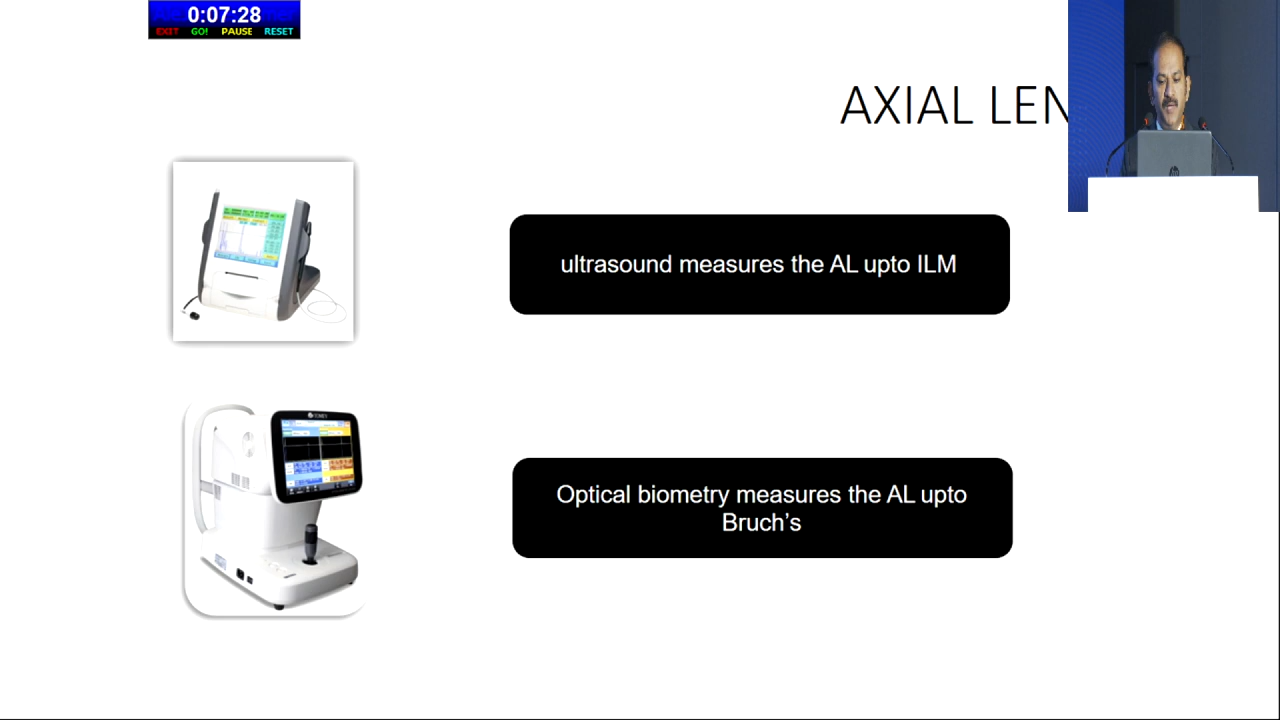 0:07:28
EXIT GO! PAUSE RESET
AXIAL LEN
ultrasound measures the AL upto ILM
Optical biometry measures the AL upto
Bruch's